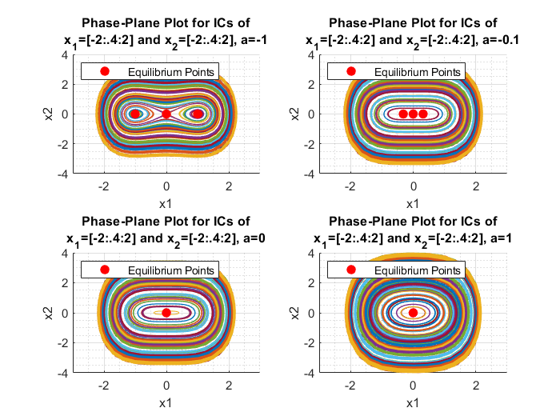 Phase-Plane Plot for ICs of
x1=[-2:.4:2] and x2=[-2:.4:2], a=-1
4
2
0
-2
-4
x2
Equilibrium Points
-2
0
2
x1
Phase-Plane Plot for ICs of
x1=[-2:.4:2] and x2=[-2:.4:2], a=-0.1
4
2
0
-2
-4
x2
Equilibrium Points
-2
0
2
x1
Phase-Plane Plot for ICs of
x1=[-2:.4:2] and x2=[-2:.4:2], a=0
4
2
0
-2
-4
x2
Equilibrium Points
-2
0
2
x1
Phase-Plane Plot for ICs of
x1=[-2:.4:2] and x2=[-2:.4:2], a=1
4
2
0
-2
-4
x2
Equilibrium Points
-2
0
2
x1